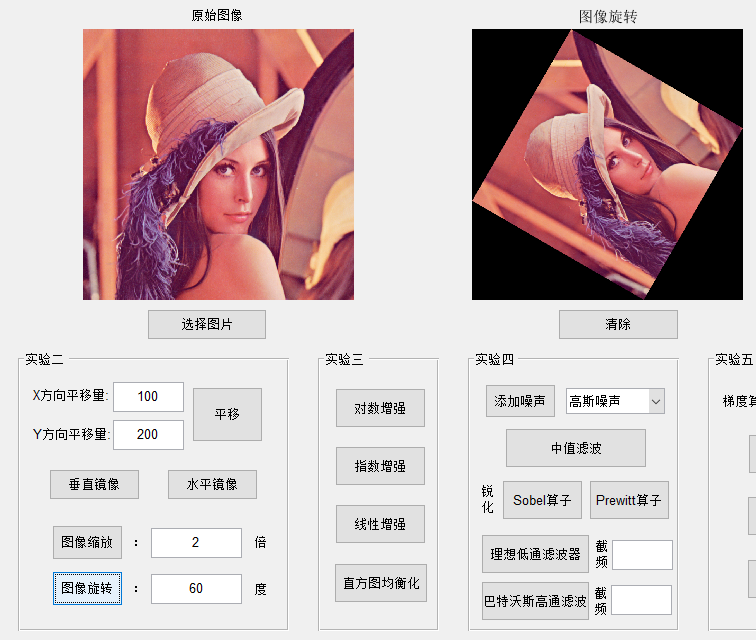 原始图像
图像旋转
选择图片
清除
实验二
X方向平移量: 100
平移
Y方向平移量: 200
垂直镜像
水平镜像
图像缩放 : 2 倍
图像旋转 : 60 度
实验三
对数增强
指数增强
线性增强
直方图均衡化
实验四
添加噪声
高斯噪声
中值滤波
锐化
Sobel算子
Prewitt算子
理想低通滤波器
截频
巴特沃斯高通滤波
截频
实验五
梯度